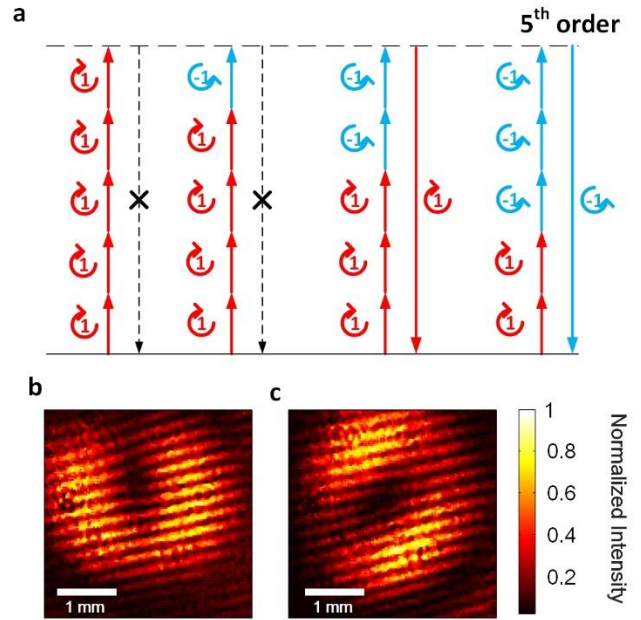 a
5th order
1 -1 -1 -1
1 1 -1 -1
1 1 1 1 -1 -1
1 1 1 1
1 1 1 1
b
c
1 mm
1 mm
1
0.8
0.6
0.4
0.2
Normalized Intensity